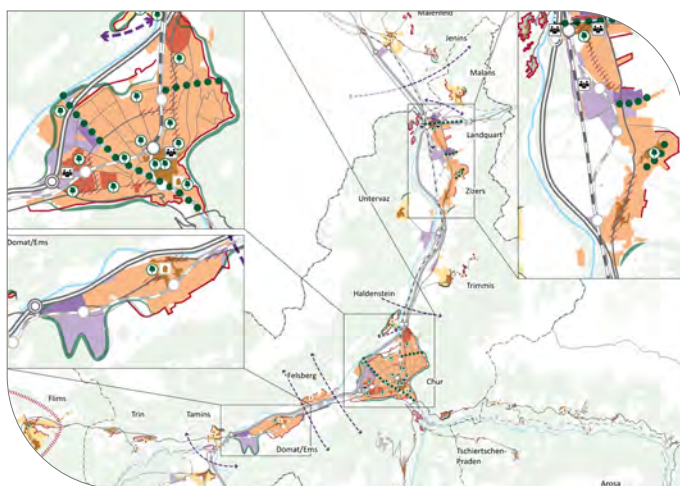 Maienfeld
Jenins
Malans
Landquart
Zizers
Untervaz
Domat/Ems
Trimmis
Haldenstein
Felsberg
Chur
Flims
Trin
Tamins
Domat/Ems
Tschiertschen-
Praden
Arosa